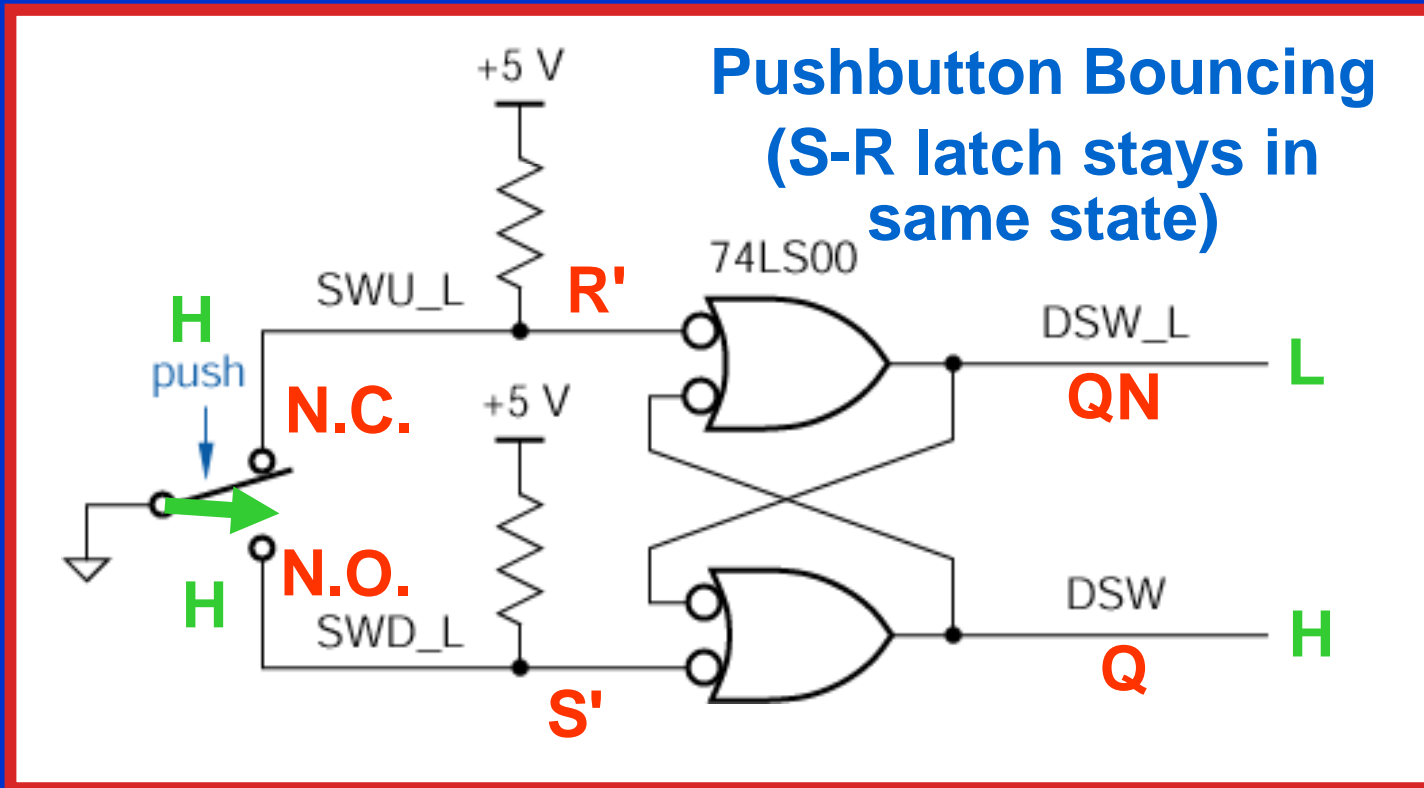 +5 V
Pushbutton Bouncing
(S-R latch stays in
same state)
74LS00
SWU_L
R'
H
push
N.C.
+5 V
DSW_L
QN
L
N.O.
H
SWD_L
S'
DSW
Q
H